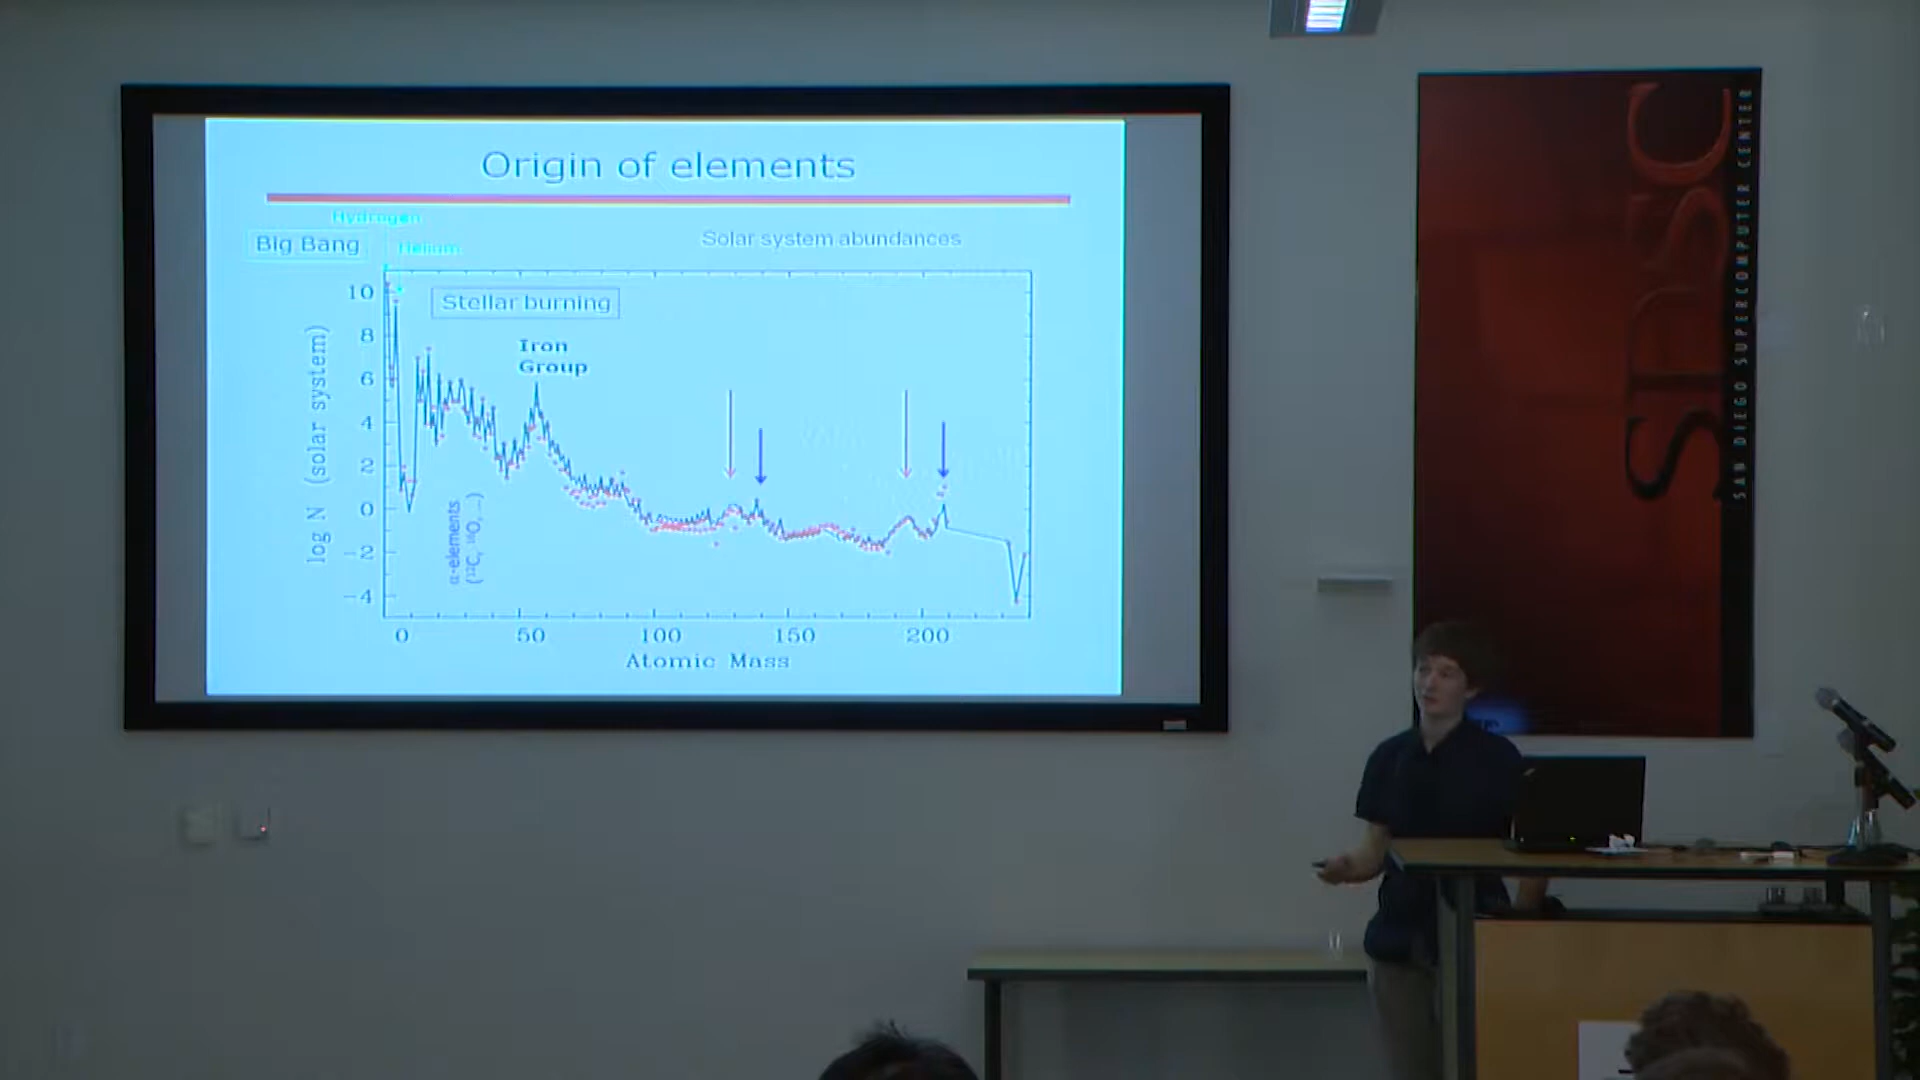 Origin of elements
Hydrogen
Big Bang
Helium
Solar system abundances
Stellar burning
Iron
Group
log N (solar system)
10
8
6
4
2
0
−2
−4
α-elements
(¹²C, ¹⁶O, ...)
0 50 100 150 200
Atomic Mass
SDSC
SAN DIEGO SUPERCOMPUTER CENTER